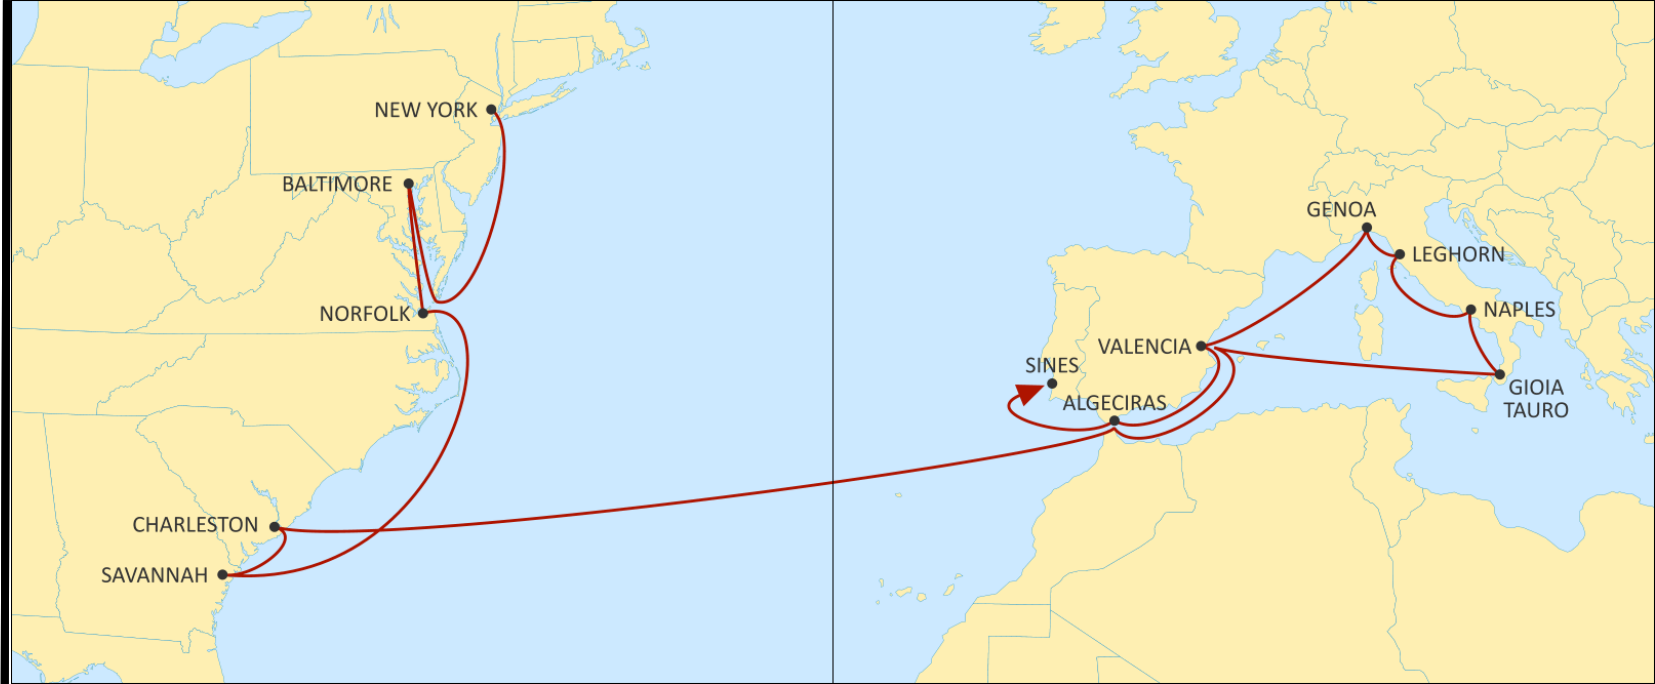 NEW YORK
BALTIMORE
NORFOLK
CHARLESTON
SAVANNAH
GENOA
LEGHORN
NAPLES
VALENCIA
SINES
ALGECIRAS
GIOIA
TAURO